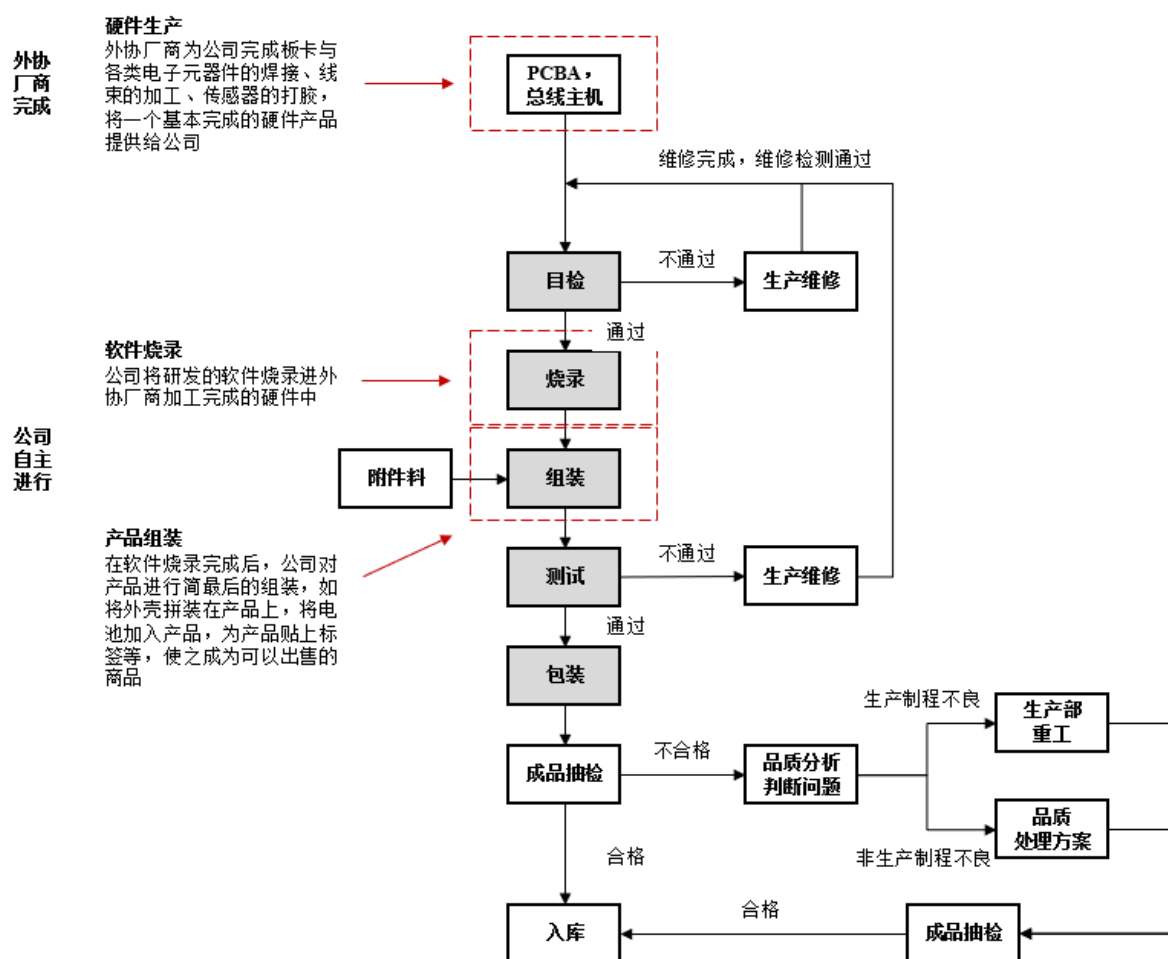 硬件生产
外协厂商为公司完成板卡与
各类电子元器件的焊接、线
束的加工、传感器的打胶，
将一个基本完成的硬件产品
提供给公司
外协
厂商
完成
PCBA，
总线主机
维修完成，维修检测通过
目检
不通过
生产维修
通过
软件烧录
公司将研发的软件烧录进外
协厂商加工完成的硬件中
烧录
公司
自主
进行
附件料
组装
产品组装
在软件烧录完成后，公司对
产品进行简最后的组装，如
将外壳拼装在产品上，将电
池加入产品，为产品贴上标
签等，使之成为可以出售的
商品
测试
不通过
生产维修
通过
包装
成品抽检
不合格
品质分析
判断问题
生产制程不良
生产部
重工
非生产制程不良
品质
处理方案
合格
入库
合格
成品抽检